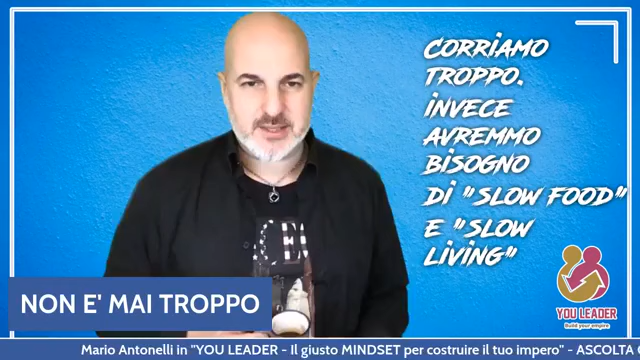 CORRIAMO
TROPPO.
INVECE
AVREMMO
BISOGNO
DI "SLOW FOOD"
E "SLOW
LIVING"
YOU LEADER
Build your empire
NON E' MAI TROPPO
Mario Antonelli in "YOU LEADER - Il giusto MINDSET per costruire il tuo impero" - ASCOLTA